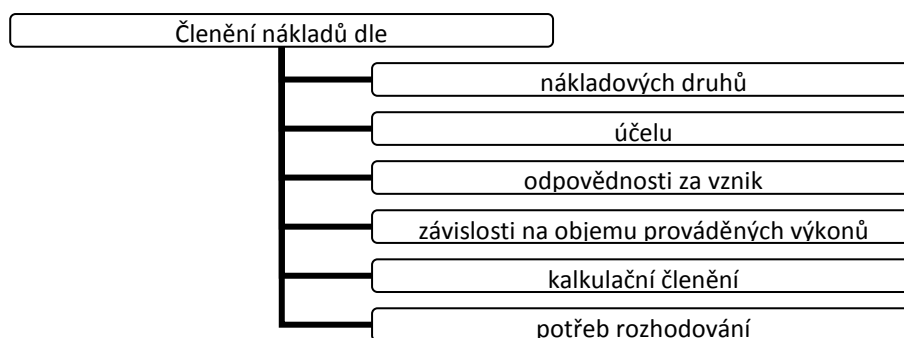 Členění nákladů dle
nákladových druhů
účelu
odpovědnosti za vznik
závislosti na objemu prováděných výkonů
kalkulační členění
potřeb rozhodování